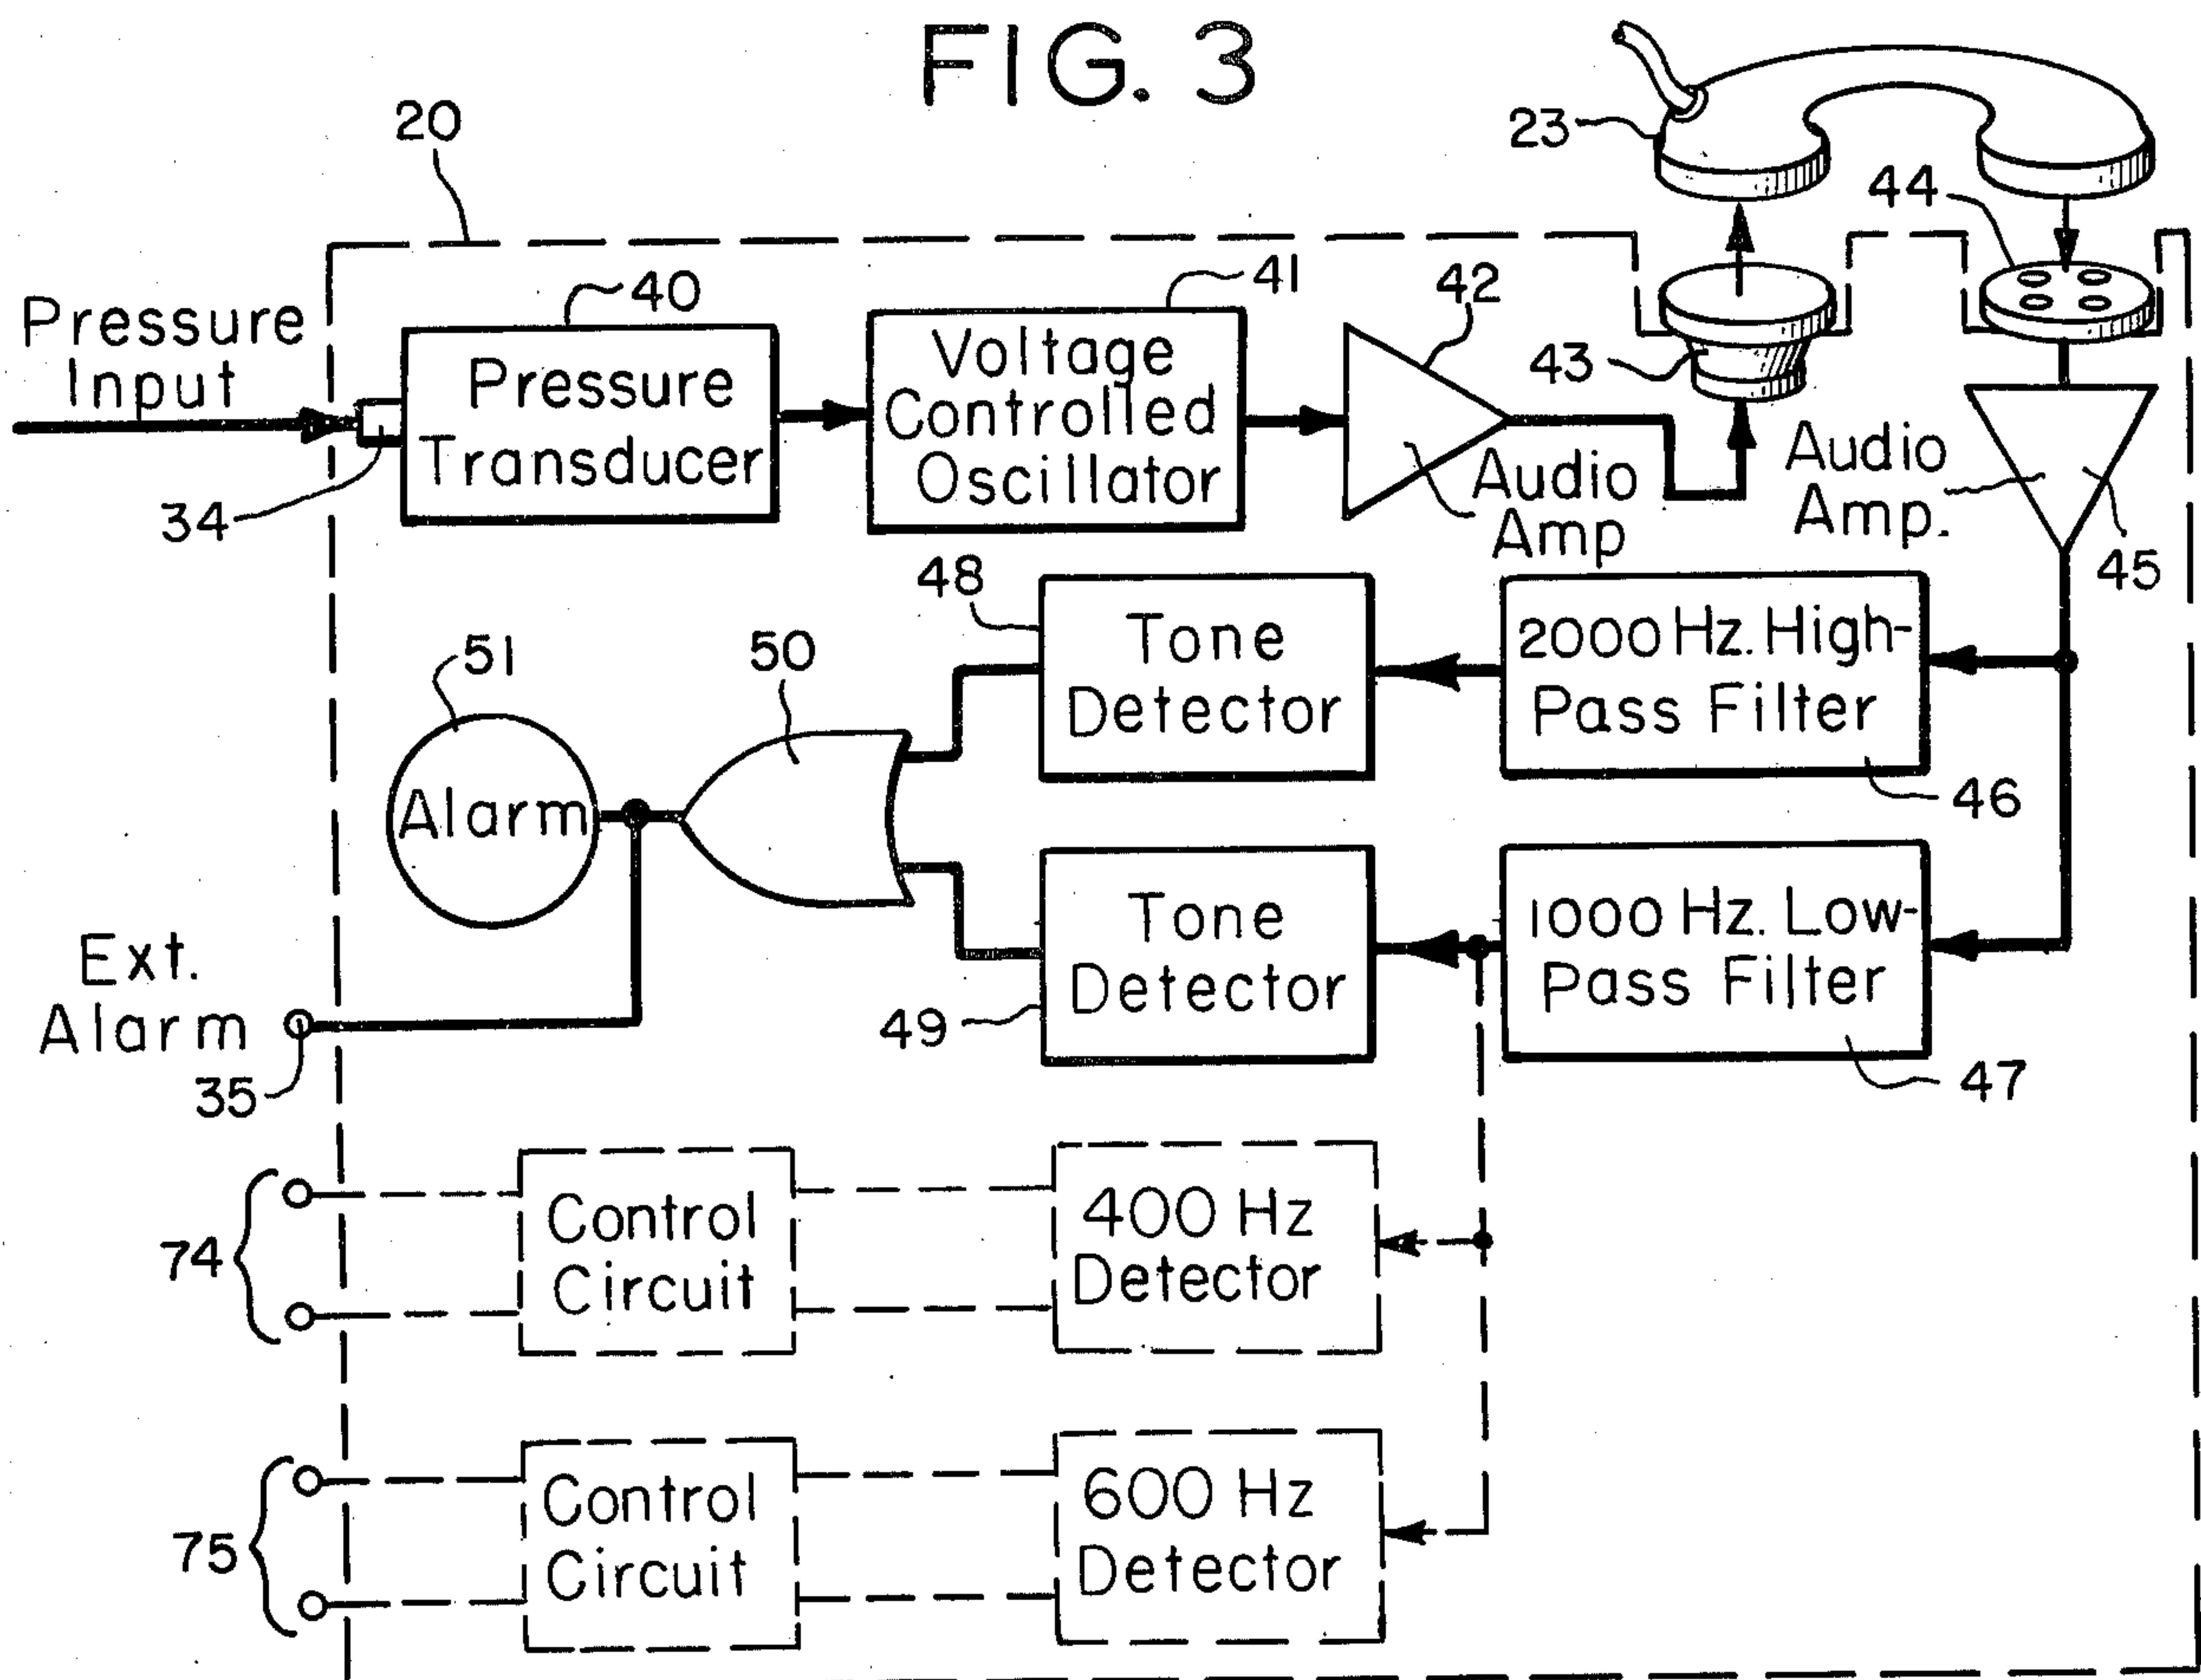 FIG. 3
20
23
44
Pressure
Input
34
40
Pressure
Transducer
41
Voltage
Controlled
Oscillator
42
Audio
Amp
43
Audio
Amp.
45
48
Tone
Detector
2000 Hz. High-
Pass Filter
46
51
Alarm
50
49
Tone
Detector
1000 Hz. Low-
Pass Filter
47
Ext.
Alarm
35
74
Control
Circuit
400 Hz
Detector
75
Control
Circuit
600 Hz
Detector